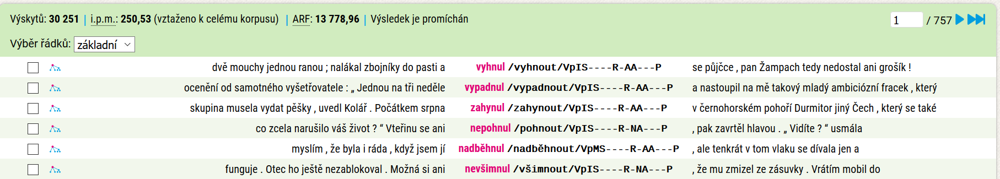 Výskytů: 30 251 | i.p.m.: 250,53 (vztaženo k celému korpusu) | ARF: 13 778,96 | Výsledek je promíchán 1 / 757
Výběr řádků: základní
dvě mouchy jednou ranou ; nalákal zbojníky do pasti a vyhnul /vyhnout/VpIS----R-AA---P se půjčce , pan Žampach tedy nedostal ani grošík !
ocenění od samotného vyšetřovatele : „ Jednou na tři neděle vypadnul /vypadnout/VpIS----R-AA---P a nastoupil na mě takový mladý ambiciózní fracek , který
skupina musela vydat pěšky , uvedl Kolář . Počátkem srpna zahynul /zahynout/VpIS----R-AA---P v černohorském pohoří Durmitor jiný Čech , který se také
co zcela narušilo váš život ? “ Vteřinu se ani nepohnul /pohnout/VpIS----R-NA---P , pak zavrtěl hlavou . „ Vidíte ? “ usmála
myslím , že byla i ráda , když jsem jí nadběhnul /nadběhnout/VpMS----R-AA---P , ale tenkrát v tom vlaku se dívala jen a
funguje . Otec ho ještě nezablokoval . Možná si ani nevšimnul /všimnout/VpIS----R-NA---P , že mu zmizel ze zásuvky . Vrátím mobil do